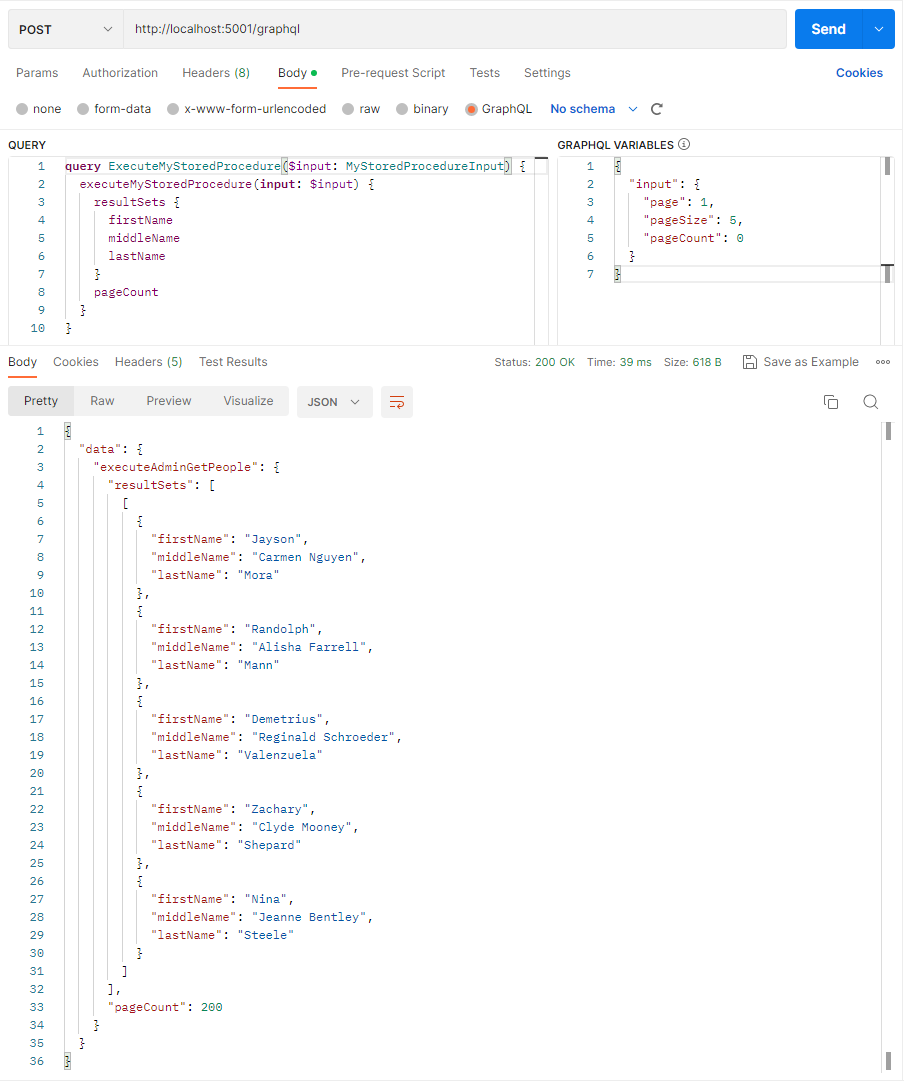 POST http://localhost:5001/graphql Send
Params Authorization Headers (8) Body Pre-request Script Tests Settings Cookies
none form-data x-www-form-urlencoded raw binary GraphQL No schema
QUERY
1 query ExecuteMyStoredProcedure($input: MyStoredProcedureInput) {
2 executeMyStoredProcedure(input: $input) {
3 resultSets {
4 firstName
5 middleName
6 lastName
7 }
8 pageCount
9 }
10 }
GRAPHQL VARIABLES
1 {
2 "input": {
3 "page": 1,
4 "pageSize": 5,
5 "pageCount": 0
6 }
7 }
Body Cookies Headers (5) Test Results Status: 200 OK Time: 39 ms Size: 618 B Save as Example
Pretty Raw Preview Visualize JSON
1 {
2 "data": {
3 "executeAdminGetPeople": {
4 "resultSets": [
5 [
6 {
7 "firstName": "Jayson",
8 "middleName": "Carmen Nguyen",
9 "lastName": "Mora"
10 },
11 {
12 "firstName": "Randolph",
13 "middleName": "Alisha Farrell",
14 "lastName": "Mann"
15 },
16 {
17 "firstName": "Demetrius",
18 "middleName": "Reginald Schroeder",
19 "lastName": "Valenzuela"
20 },
21 {
22 "firstName": "Zachary",
23 "middleName": "Clyde Mooney",
24 "lastName": "Shepard"
25 },
26 {
27 "firstName": "Nina",
28 "middleName": "Jeanne Bentley",
29 "lastName": "Steele"
30 }
31 ]
32 ],
33 "pageCount": 200
34 }
35 }
36 }